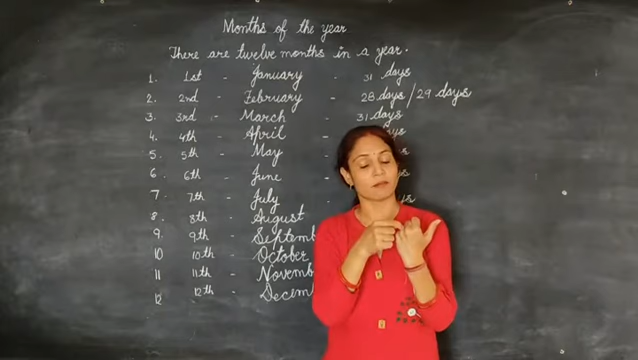 Months of the year
There are twelve months in a year.
1. 1st - January - 31 days
2. 2nd - February - 28 days/29 days
3. 3rd - March - 31 days
4. 4th - April -
5. 5th - May -
6. 6th - June -
7. 7th - July -
8. 8th - August
9. 9th - Septemb
10 10th - October
11 11th - Novemb
12 12th - Decem